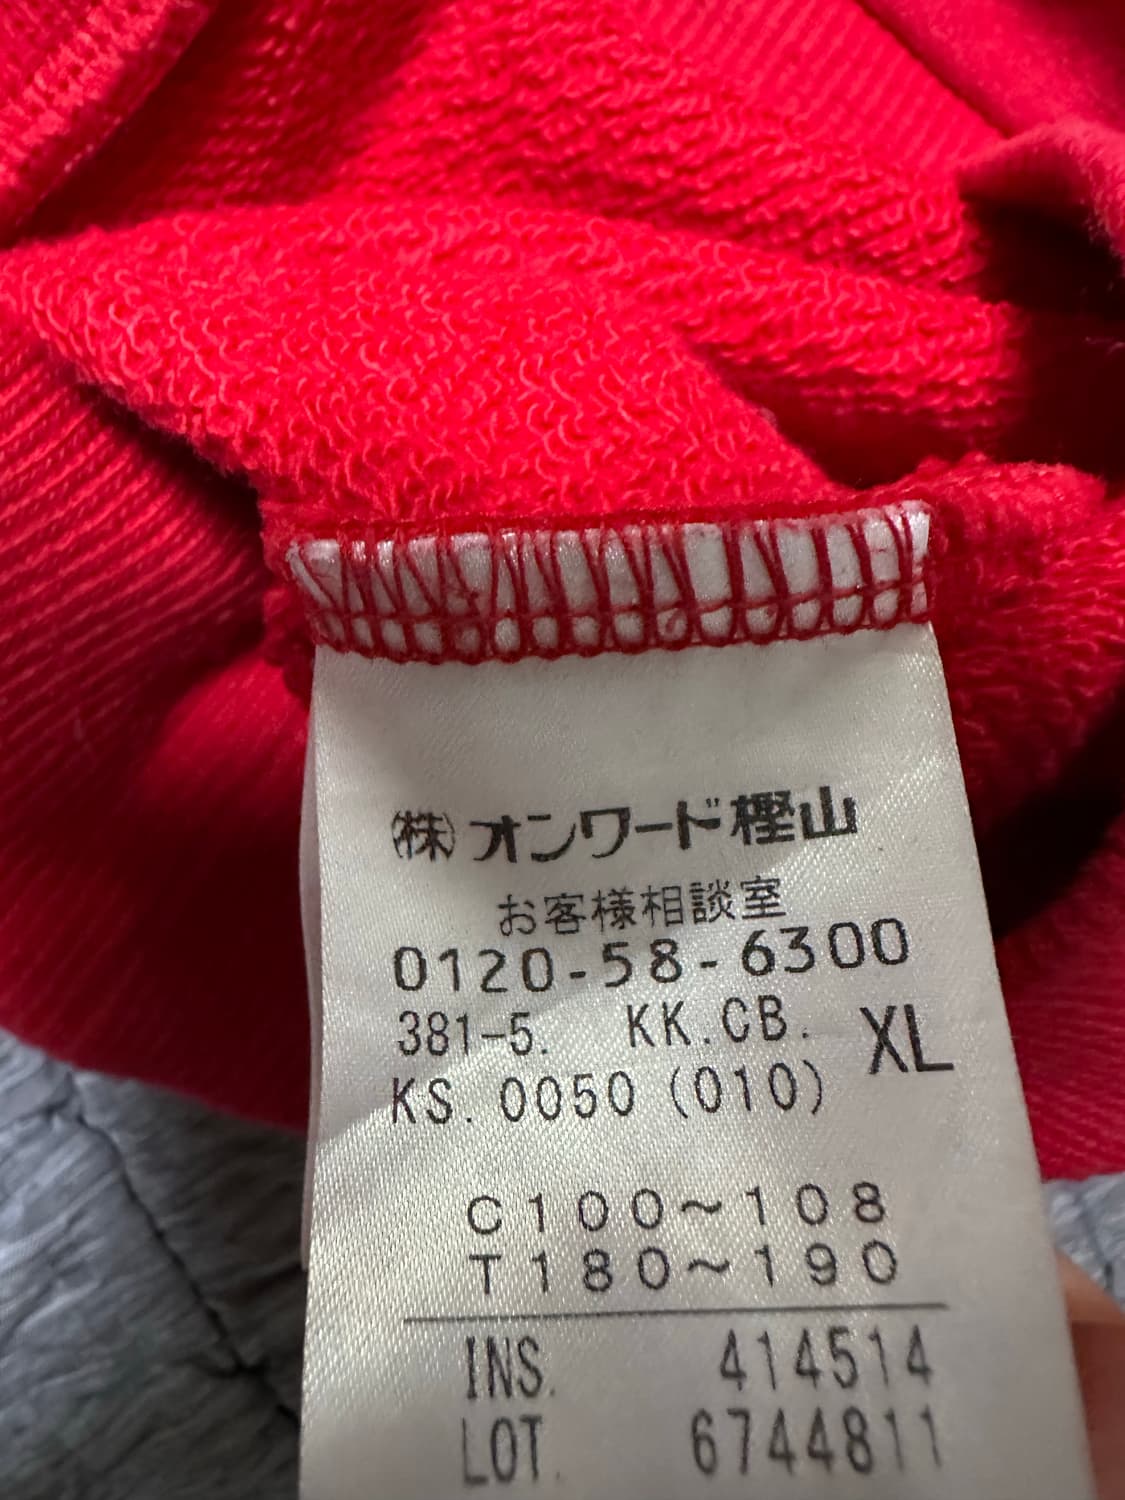 ㈱オンワード樫山
お客様相談室
0120-58-6300
381-5. KK.CB. XL
KS.0050(010)
C100~108
T180~190
INS. 414514
LOT. 6744811